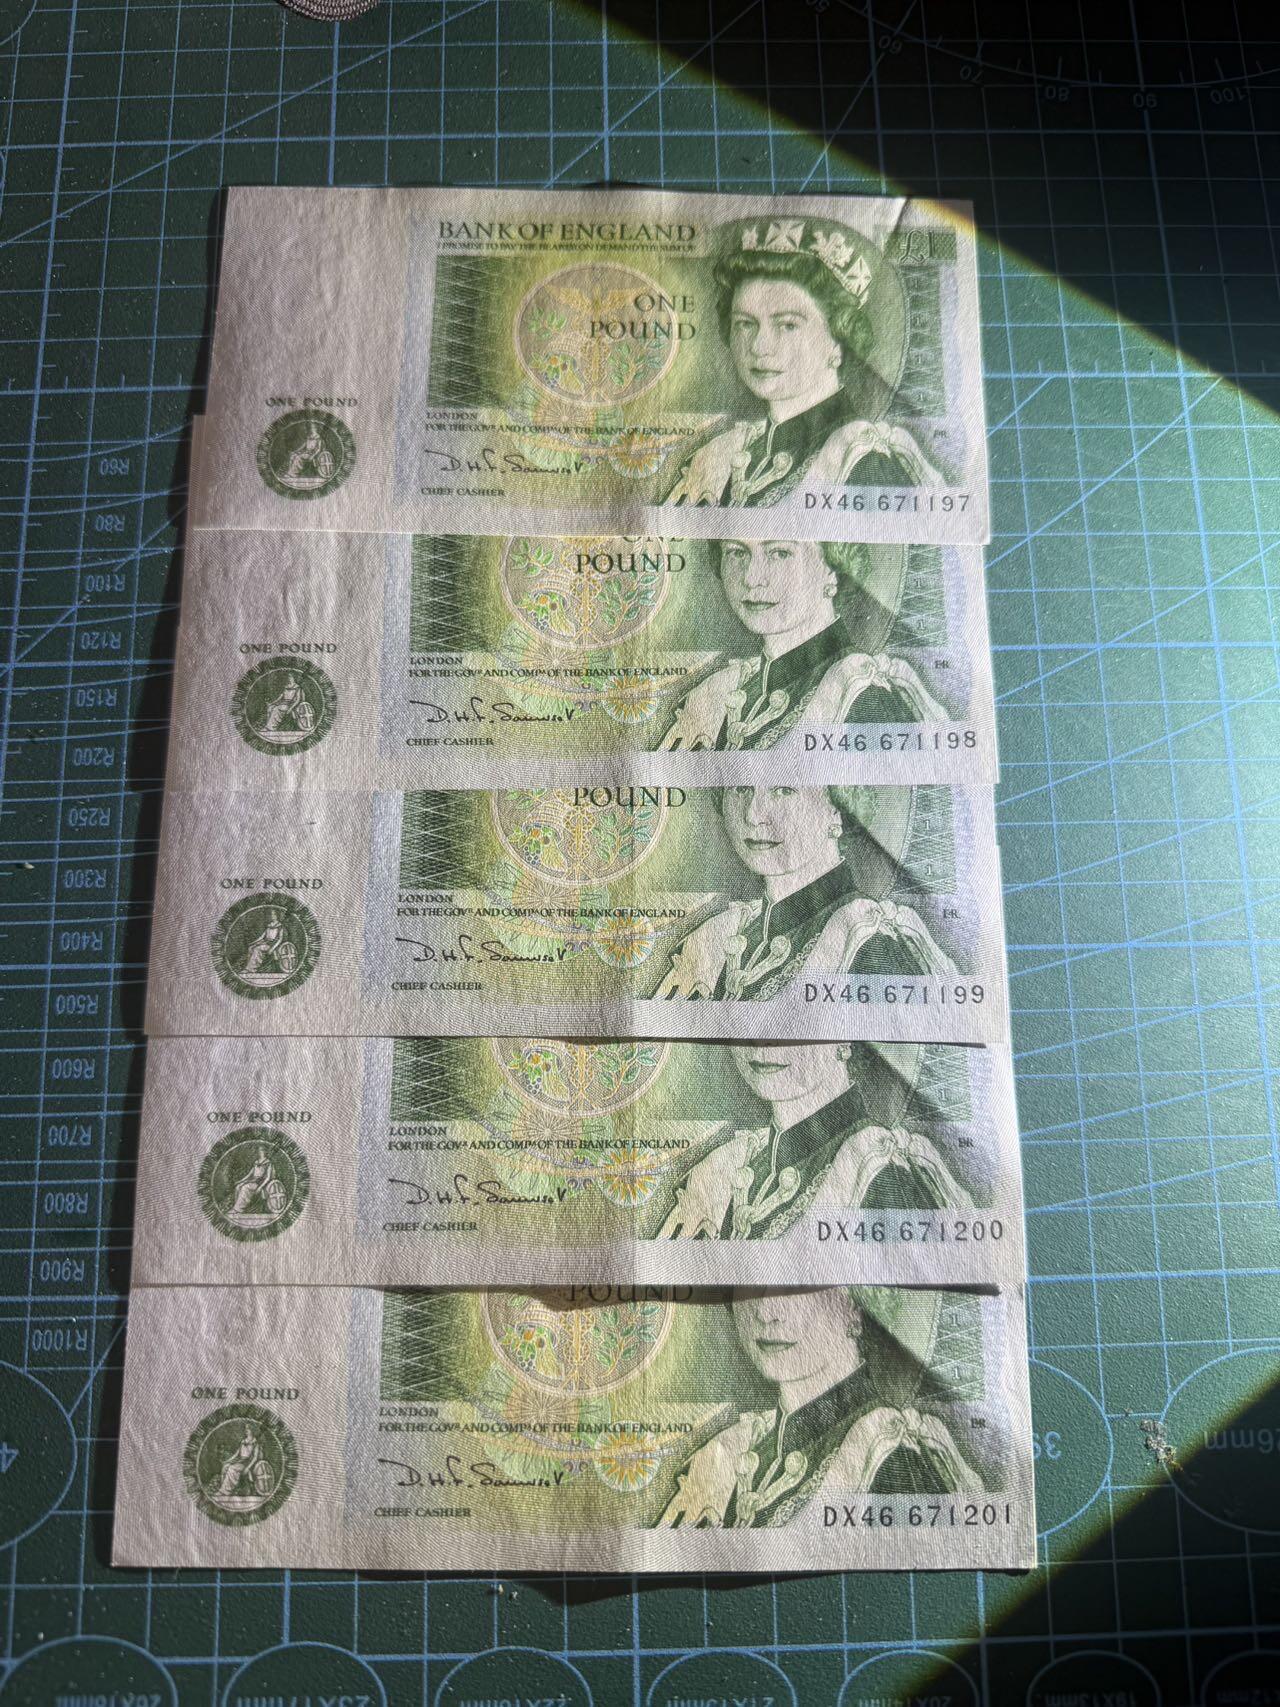 BANK OF ENGLAND
I PROMISE TO PAY THE BEARER ON DEMAND THE SUM OF
£1
ONE
POUND
ONE POUND
LONDON
FOR THE GOVR AND COMPA OF THE BANK OF ENGLAND
CHIEF CASHIER
DX46 671197
ONE
POUND
ONE POUND
LONDON
FOR THE GOVR AND COMPA OF THE BANK OF ENGLAND
CHIEF CASHIER
DX46 671198
POUND
ONE POUND
LONDON
FOR THE GOVR AND COMPA OF THE BANK OF ENGLAND
CHIEF CASHIER
DX46 671199
ONE POUND
LONDON
FOR THE GOVR AND COMPA OF THE BANK OF ENGLAND
CHIEF CASHIER
DX46 671200
POUND
ONE POUND
LONDON
FOR THE GOVR AND COMPA OF THE BANK OF ENGLAND
CHIEF CASHIER
DX46 671201
60
70
80
90
100
R60
R80
R100
R120
R150
R200
R250
R300
R400
R500
R600
R700
R800
R900
R1000